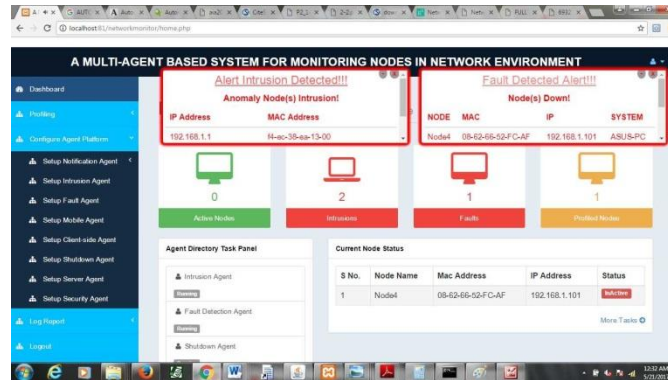 localhost:81/networkmonitor/home.php
A MULTI-AGENT BASED SYSTEM FOR MONITORING NODES IN NETWORK ENVIRONMENT
Dashboard
Profiling
Configure Agent Platform
Setup Notification Agent
Setup Intrusion Agent
Setup Fault Agent
Setup Mobile Agent
Setup Client-side Agent
Setup Shutdown Agent
Setup Server Agent
Setup Security Agent
Log Report
Logout
Alert Intrusion Detected!!!
Anomaly Node(s) Intrusion!
IP Address MAC Address
192.168.1.1 f4-ec-38-ea-13-00
Fault Detected Alert!!!
Node(s) Down!
NODE MAC IP SYSTEM
Node4 08-62-66-52-FC-AF 192.168.1.101 ASUS-PC
0
Active Nodes
2
Intrusions
1
Faults
1
Profiled Nodes
Agent Directory Task Panel
Intrusion Agent
Running
Fault Detection Agent
Running
Shutdown Agent
Current Node Status
S No. Node Name Mac Address IP Address Status
1 Node4 08-62-66-52-FC-AF 192.168.1.101 InActive
More Tasks
12:32 AM